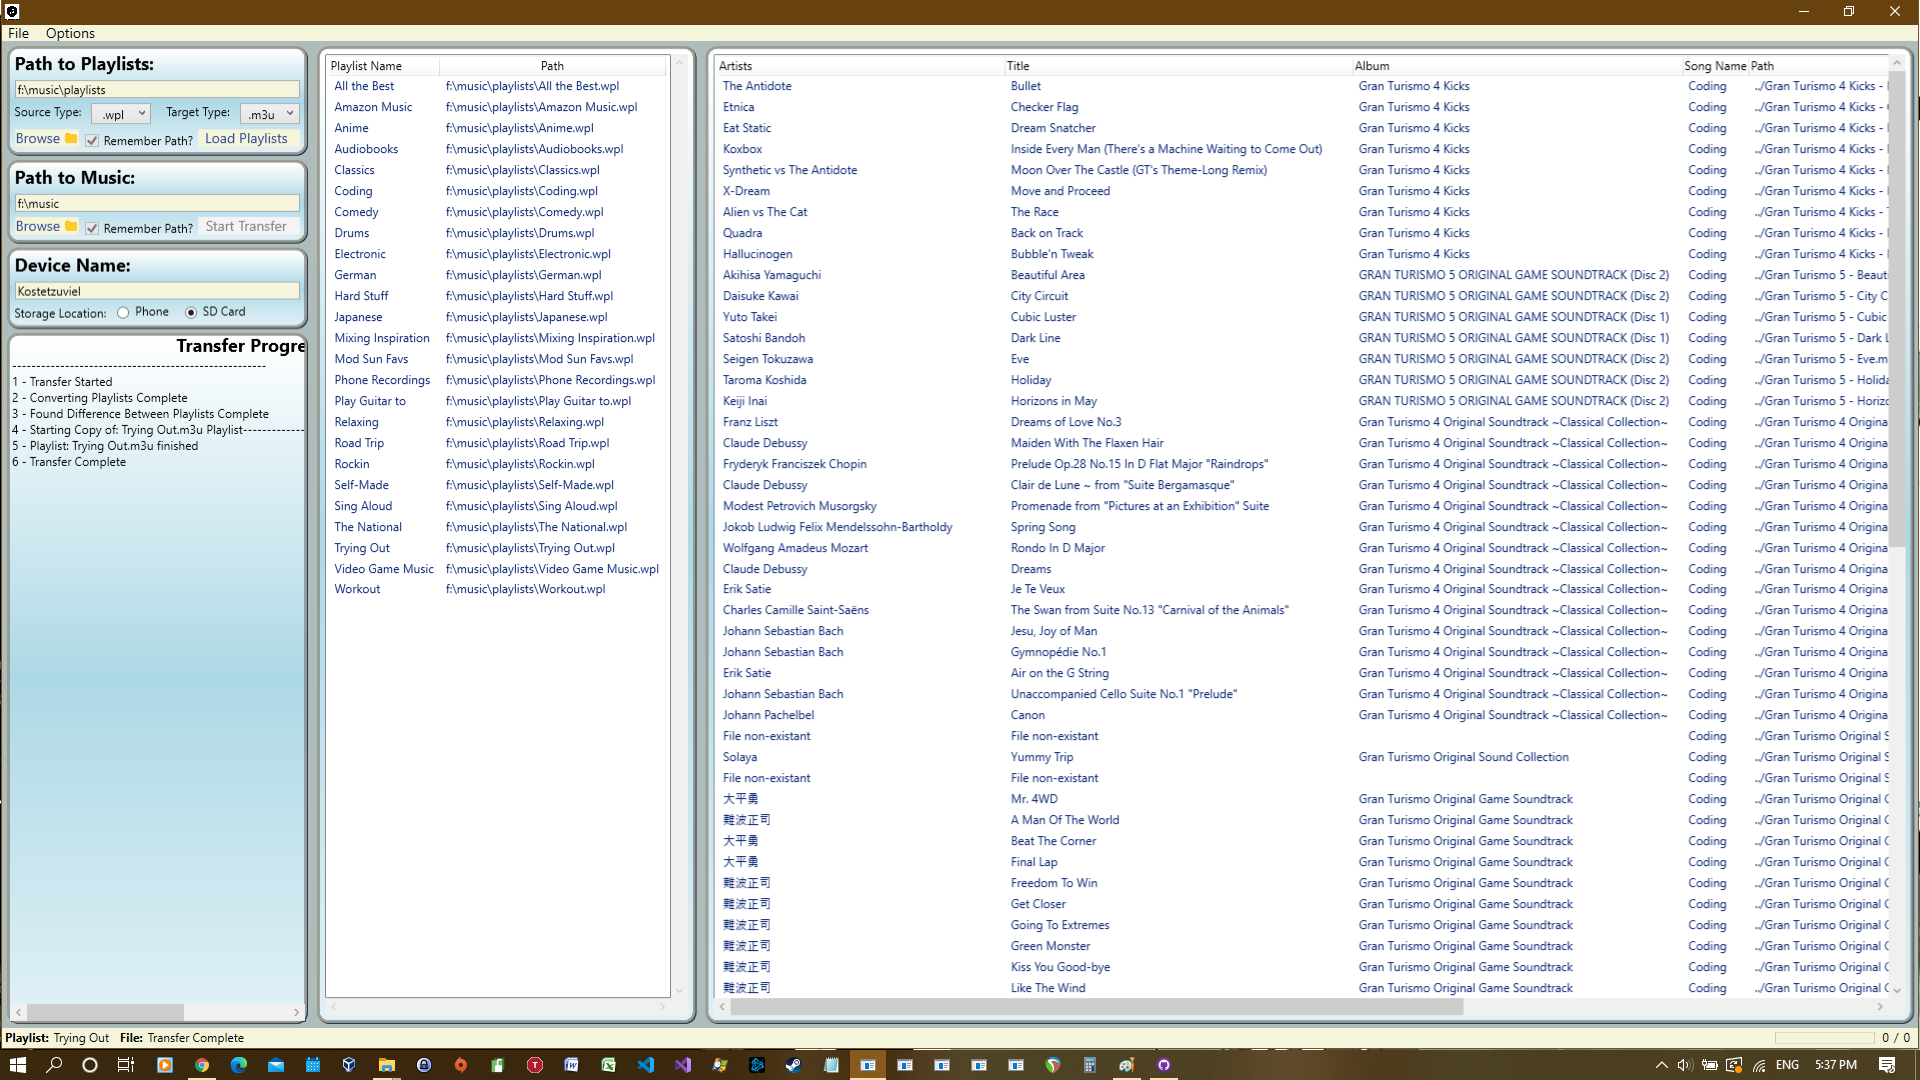 File Options
Path to Playlists:
f:\music\playlists
Source Type: .wpl Target Type: .m3u
Browse Remember Path? Load Playlists
Path to Music:
f:\music
Browse Remember Path? Start Transfer
Device Name:
Kostetzuviel
Storage Location: Phone SD Card
Transfer Progre
----------------------------------------------------
1 - Transfer Started
2 - Converting Playlists Complete
3 - Found Difference Between Playlists Complete
4 - Starting Copy of: Trying Out.m3u Playlist-------------
5 - Playlist: Trying Out.m3u finished
6 - Transfer Complete
Playlist Name Path
All the Best f:\music\playlists\All the Best.wpl
Amazon Music f:\music\playlists\Amazon Music.wpl
Anime f:\music\playlists\Anime.wpl
Audiobooks f:\music\playlists\Audiobooks.wpl
Classics f:\music\playlists\Classics.wpl
Coding f:\music\playlists\Coding.wpl
Comedy f:\music\playlists\Comedy.wpl
Drums f:\music\playlists\Drums.wpl
Electronic f:\music\playlists\Electronic.wpl
German f:\music\playlists\German.wpl
Hard Stuff f:\music\playlists\Hard Stuff.wpl
Japanese f:\music\playlists\Japanese.wpl
Mixing Inspiration f:\music\playlists\Mixing Inspiration.wpl
Mod Sun Favs f:\music\playlists\Mod Sun Favs.wpl
Phone Recordings f:\music\playlists\Phone Recordings.wpl
Play Guitar to f:\music\playlists\Play Guitar to.wpl
Relaxing f:\music\playlists\Relaxing.wpl
Road Trip f:\music\playlists\Road Trip.wpl
Rockin f:\music\playlists\Rockin.wpl
Self-Made f:\music\playlists\Self-Made.wpl
Sing Aloud f:\music\playlists\Sing Aloud.wpl
The National f:\music\playlists\The National.wpl
Trying Out f:\music\playlists\Trying Out.wpl
Video Game Music f:\music\playlists\Video Game Music.wpl
Workout f:\music\playlists\Workout.wpl
Artists Title Album Song Name Path
The Antidote Bullet Gran Turismo 4 Kicks Coding ../Gran Turismo 4 Kicks -
Etnica Checker Flag Gran Turismo 4 Kicks Coding ../Gran Turismo 4 Kicks -
Eat Static Dream Snatcher Gran Turismo 4 Kicks Coding ../Gran Turismo 4 Kicks -
Koxbox Inside Every Man (There's a Machine Waiting to Come Out) Gran Turismo 4 Kicks Coding ../Gran Turismo 4 Kicks -
Synthetic vs The Antidote Moon Over The Castle (GT's Theme-Long Remix) Gran Turismo 4 Kicks Coding ../Gran Turismo 4 Kicks -
X-Dream Move and Proceed Gran Turismo 4 Kicks Coding ../Gran Turismo 4 Kicks -
Alien vs The Cat The Race Gran Turismo 4 Kicks Coding ../Gran Turismo 4 Kicks -
Quadra Back on Track Gran Turismo 4 Kicks Coding ../Gran Turismo 4 Kicks -
Hallucinogen Bubble'n Tweak Gran Turismo 4 Kicks Coding ../Gran Turismo 4 Kicks -
Akihisa Yamaguchi Beautiful Area GRAN TURISMO 5 ORIGINAL GAME SOUNDTRACK (Disc 2) Coding ../Gran Turismo 5 - Beaut
Daisuke Kawai City Circuit GRAN TURISMO 5 ORIGINAL GAME SOUNDTRACK (Disc 2) Coding ../Gran Turismo 5 - City C
Yuto Takei Cubic Luster GRAN TURISMO 5 ORIGINAL GAME SOUNDTRACK (Disc 1) Coding ../Gran Turismo 5 - Cubic
Satoshi Bandoh Dark Line GRAN TURISMO 5 ORIGINAL GAME SOUNDTRACK (Disc 1) Coding ../Gran Turismo 5 - Dark L
Seigen Tokuzawa Eve GRAN TURISMO 5 ORIGINAL GAME SOUNDTRACK (Disc 2) Coding ../Gran Turismo 5 - Eve.m
Taroma Koshida Holiday GRAN TURISMO 5 ORIGINAL GAME SOUNDTRACK (Disc 2) Coding ../Gran Turismo 5 - Holida
Keiji Inai Horizons in May GRAN TURISMO 5 ORIGINAL GAME SOUNDTRACK (Disc 2) Coding ../Gran Turismo 5 - Horizo
Franz Liszt Dreams of Love No.3 Gran Turismo 4 Original Soundtrack ~Classical Collection~ Coding ../Gran Turismo 4 Origina
Claude Debussy Maiden With The Flaxen Hair Gran Turismo 4 Original Soundtrack ~Classical Collection~ Coding ../Gran Turismo 4 Origina
Fryderyk Franciszek Chopin Prelude Op.28 No.15 In D Flat Major "Raindrops" Gran Turismo 4 Original Soundtrack ~Classical Collection~ Coding ../Gran Turismo 4 Origina
Claude Debussy Clair de Lune ~ from "Suite Bergamasque" Gran Turismo 4 Original Soundtrack ~Classical Collection~ Coding ../Gran Turismo 4 Origina
Modest Petrovich Musorgsky Promenade from "Pictures at an Exhibition" Suite Gran Turismo 4 Original Soundtrack ~Classical Collection~ Coding ../Gran Turismo 4 Origina
Jokob Ludwig Felix Mendelssohn-Bartholdy Spring Song Gran Turismo 4 Original Soundtrack ~Classical Collection~ Coding ../Gran Turismo 4 Origina
Wolfgang Amadeus Mozart Rondo In D Major Gran Turismo 4 Original Soundtrack ~Classical Collection~ Coding ../Gran Turismo 4 Origina
Claude Debussy Dreams Gran Turismo 4 Original Soundtrack ~Classical Collection~ Coding ../Gran Turismo 4 Origina
Erik Satie Je Te Veux Gran Turismo 4 Original Soundtrack ~Classical Collection~ Coding ../Gran Turismo 4 Origina
Charles Camille Saint-Saëns The Swan from Suite No.13 "Carnival of the Animals" Gran Turismo 4 Original Soundtrack ~Classical Collection~ Coding ../Gran Turismo 4 Origina
Johann Sebastian Bach Jesu, Joy of Man Gran Turismo 4 Original Soundtrack ~Classical Collection~ Coding ../Gran Turismo 4 Origina
Johann Sebastian Bach Gymnopédie No.1 Gran Turismo 4 Original Soundtrack ~Classical Collection~ Coding ../Gran Turismo 4 Origina
Erik Satie Air on the G String Gran Turismo 4 Original Soundtrack ~Classical Collection~ Coding ../Gran Turismo 4 Origina
Johann Sebastian Bach Unaccompanied Cello Suite No.1 "Prelude" Gran Turismo 4 Original Soundtrack ~Classical Collection~ Coding ../Gran Turismo 4 Origina
Johann Pachelbel Canon Gran Turismo 4 Original Soundtrack ~Classical Collection~ Coding ../Gran Turismo 4 Origina
File non-existant File non-existant Coding ../Gran Turismo Original S
Solaya Yummy Trip Gran Turismo Original Sound Collection Coding ../Gran Turismo Original S
File non-existant File non-existant Coding ../Gran Turismo Original S
大平勇 Mr. 4WD Gran Turismo Original Game Soundtrack Coding ../Gran Turismo Original
難波正司 A Man Of The World Gran Turismo Original Game Soundtrack Coding ../Gran Turismo Original
大平勇 Beat The Corner Gran Turismo Original Game Soundtrack Coding ../Gran Turismo Original
大平勇 Final Lap Gran Turismo Original Game Soundtrack Coding ../Gran Turismo Original
難波正司 Freedom To Win Gran Turismo Original Game Soundtrack Coding ../Gran Turismo Original
難波正司 Get Closer Gran Turismo Original Game Soundtrack Coding ../Gran Turismo Original
難波正司 Going To Extremes Gran Turismo Original Game Soundtrack Coding ../Gran Turismo Original
難波正司 Green Monster Gran Turismo Original Game Soundtrack Coding ../Gran Turismo Original
難波正司 Kiss You Good-bye Gran Turismo Original Game Soundtrack Coding ../Gran Turismo Original
難波正司 Like The Wind Gran Turismo Original Game Soundtrack Coding ../Gran Turismo Original
Playlist: Trying Out File: Transfer Complete 0 / 0
ENG 5:37 PM